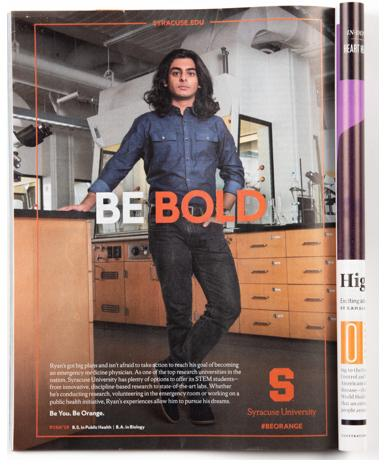 SYRACUSE.EDU
BE BOLD
Ryan's got big plans and isn't afraid to take action to reach his goal of becoming
an emergency medicine physician. As one of the top research universities in the
nation, Syracuse University has plenty of options to offer its STEM students—
from innovative, discipline-based research to state-of-the-art labs. Whether
he's conducting research, volunteering in the emergency room or working on a
public health initiative, Ryan's experiences allow him to pursue his dreams.
Be You. Be Orange.
RYAN '19 B.S. in Public Health | B.A. in Biology
S
Syracuse University
#BEORANGE
HEART
Hig
Exciting